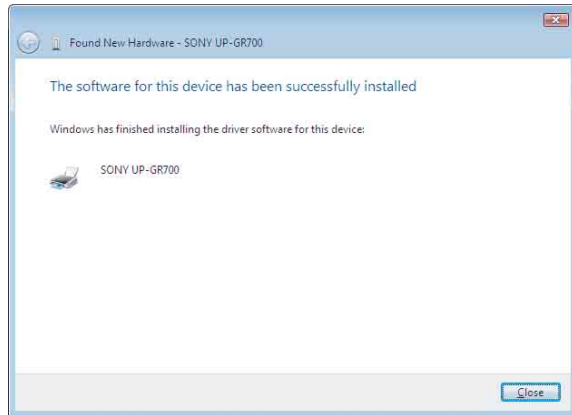 Found New Hardware - SONY UP-GR700
The software for this device has been successfully installed
Windows has finished installing the driver software for this device:
SONY UP-GR700
Close